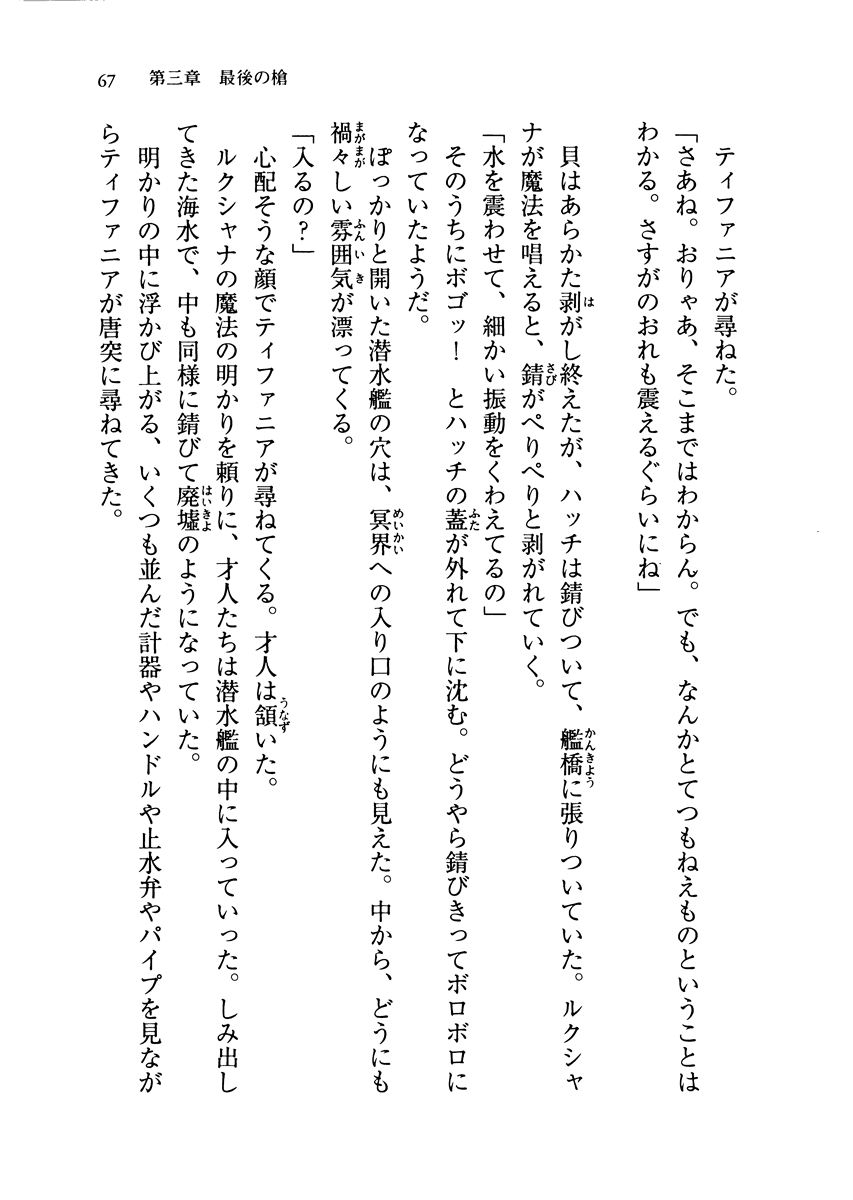 67　第三章　最後の槍
　ティファニアが尋ねた。
「さあね。おりゃあ、そこまではわからん。でも、なんかとてつもねえものということは
わかる。さすがのおれも震えるぐらいにね」
　貝はあらかた剥がし終えたが、ハッチは錆びついて、艦橋に張りついていた。ルクシャ
ナが魔法を唱えると、錆がぺりぺりと剥がれていく。
「水を震わせて、細かい振動をくわえてるの」
　そのうちにボゴッ！　とハッチの蓋が外れて下に沈む。どうやら錆びきってボロボロに
なっていたようだ。
　ぽっかりと開いた潜水艦の穴は、冥界への入り口のようにも見えた。中から、どうにも
禍々しい雰囲気が漂ってくる。
「入るの？」
　心配そうな顔でティファニアが尋ねてくる。才人は頷いた。
　ルクシャナの魔法の明かりを頼りに、才人たちは潜水艦の中に入っていった。しみ出し
てきた海水で、中も同様に錆びて廃墟のようになっていた。
　明かりの中に浮かび上がる、いくつも並んだ計器やハンドルや止水弁やパイプを見なが
らティファニアが唐突に尋ねてきた。